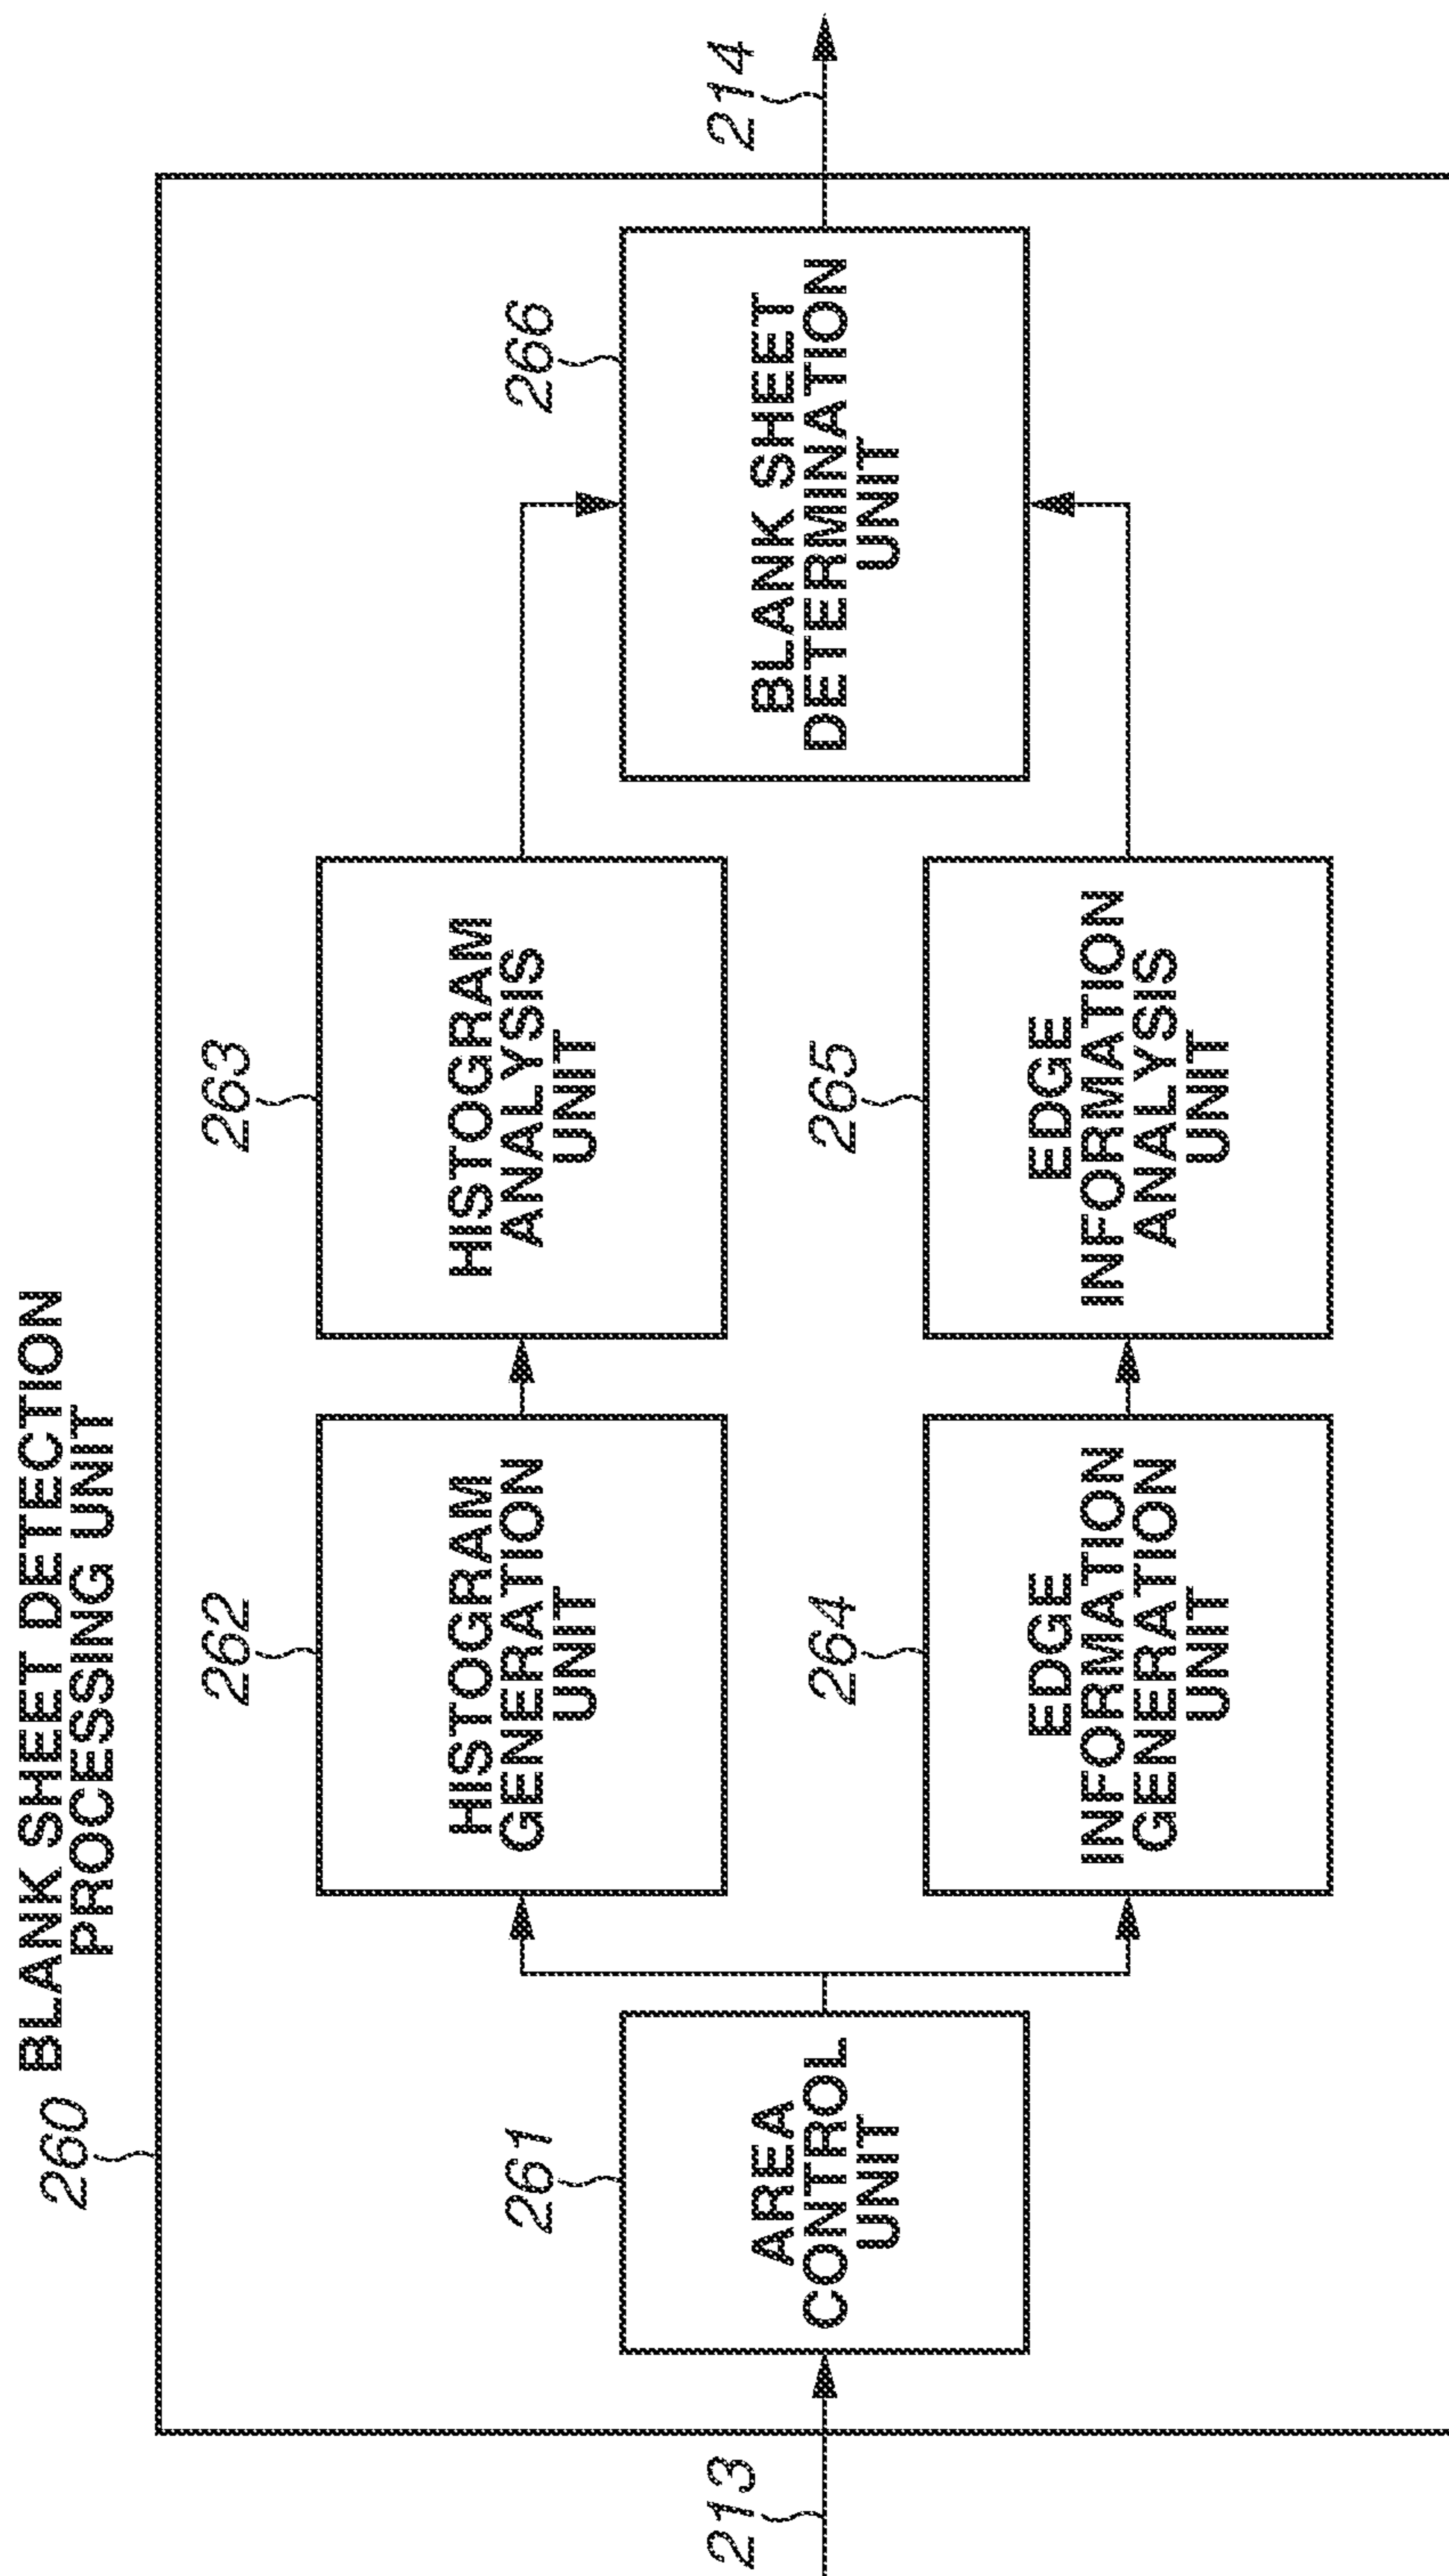 BLANK SHEET DETECTION
PROCESSING UNIT
260
213
261
AREA
CONTROL
UNIT
262
HISTOGRAM
GENERATION
UNIT
263
HISTOGRAM
ANALYSIS
UNIT
264
EDGE
INFORMATION
GENERATION
UNIT
265
EDGE
INFORMATION
ANALYSIS
UNIT
266
BLANK SHEET
DETERMINATION
UNIT
214